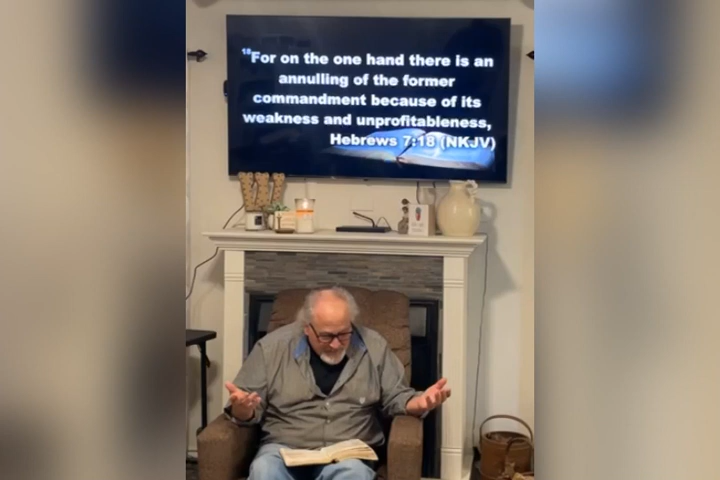 ¹⁸For on the one hand there is an
annulling of the former
commandment because of its
weakness and unprofitableness,
Hebrews 7:18 (NKJV)